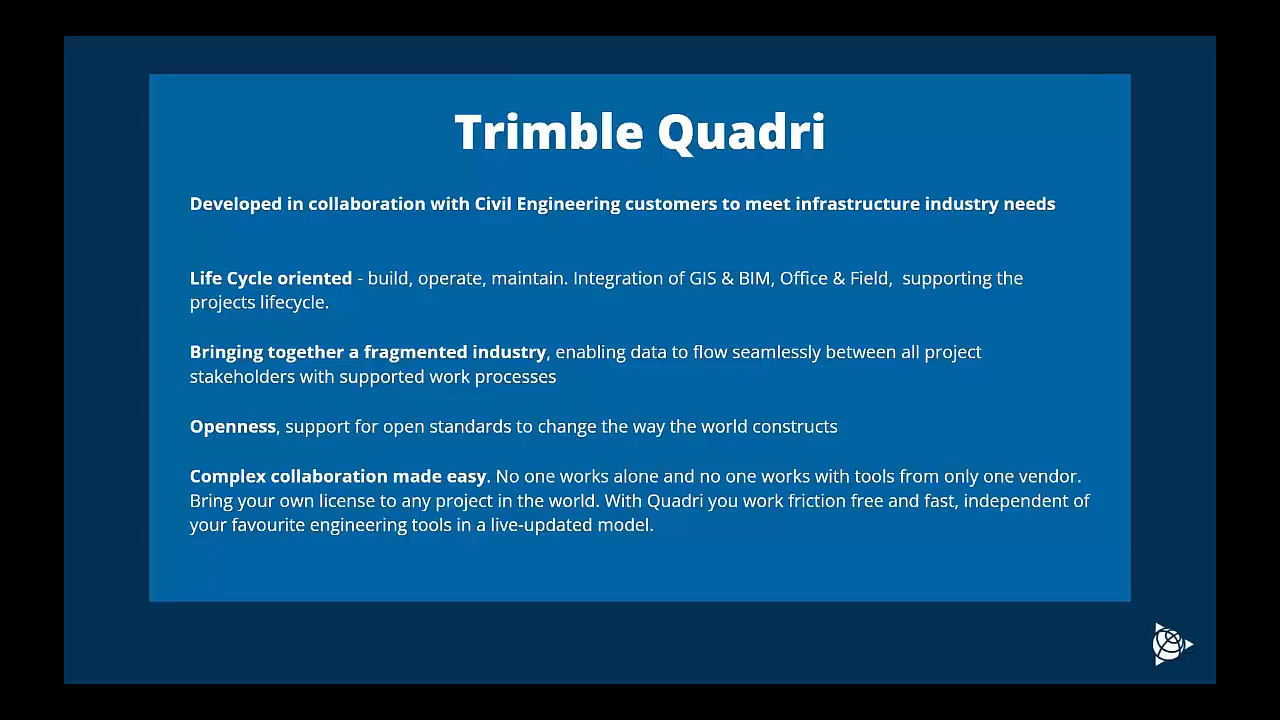 Trimble Quadri
Developed in collaboration with Civil Engineering customers to meet infrastructure industry needs
Life Cycle oriented - build, operate, maintain. Integration of GIS & BIM, Office & Field,  supporting the
projects lifecycle.
Bringing together a fragmented industry, enabling data to flow seamlessly between all project
stakeholders with supported work processes
Openness, support for open standards to change the way the world constructs
Complex collaboration made easy. No one works alone and no one works with tools from only one vendor.
Bring your own license to any project in the world. With Quadri you work friction free and fast, independent of
your favourite engineering tools in a live-updated model.